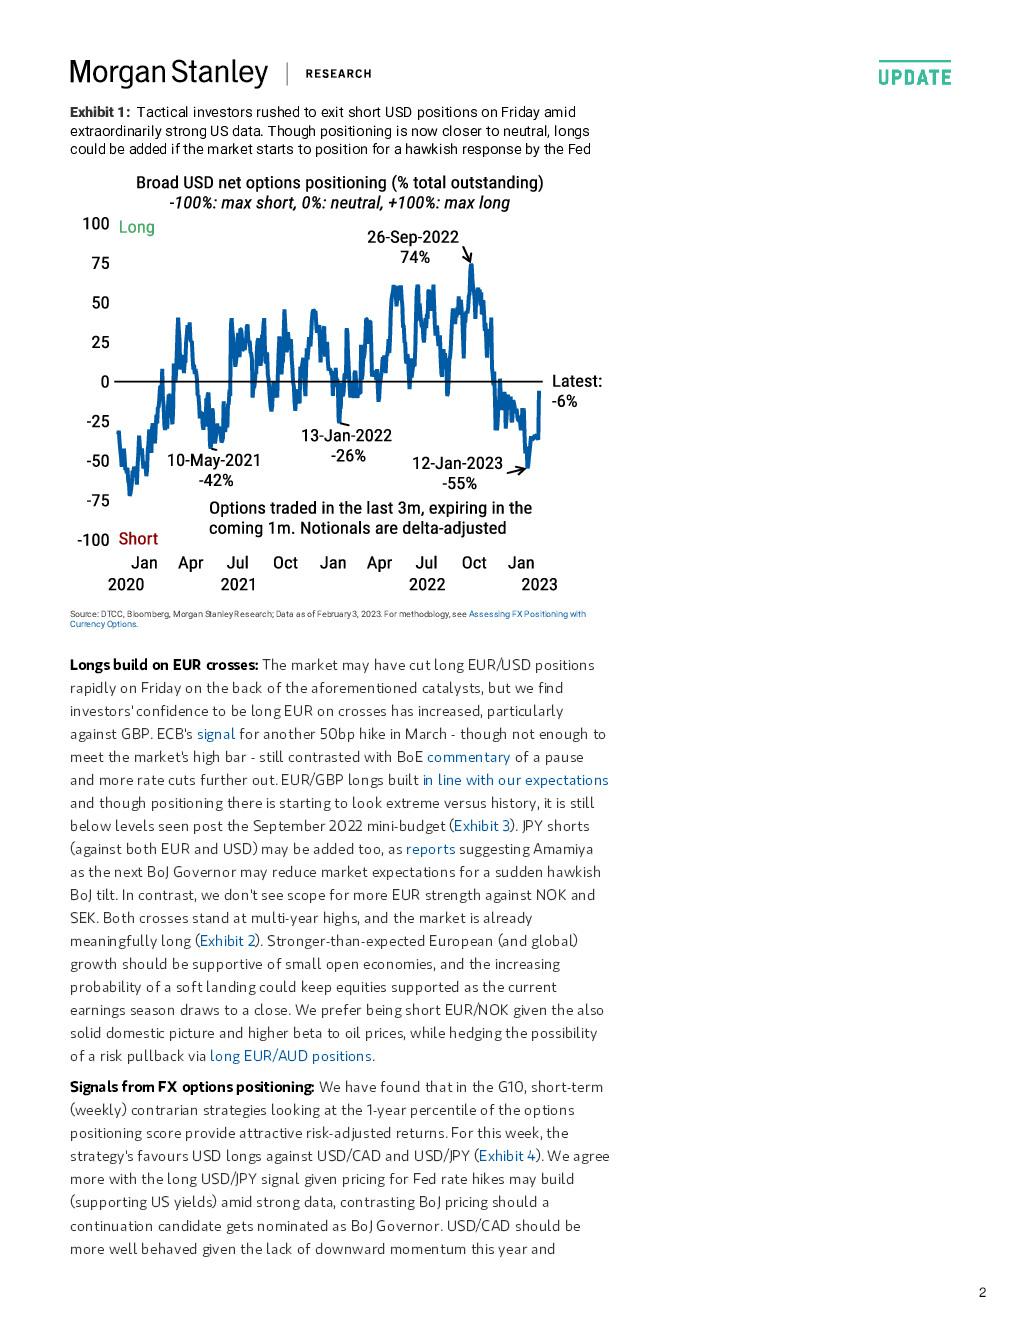 Morgan Stanley | RESEARCH
UPDATE
Exhibit 1: Tactical investors rushed to exit short USD positions on Friday amid
extraordinarily strong US data. Though positioning is now closer to neutral, longs
could be added if the market starts to position for a hawkish response by the Fed
Broad USD net options positioning (% total outstanding)
-100%: max short, 0%: neutral, +100%: max long
100 Long
26-Sep-2022
74%
75
50
25
0
Latest:
-6%
-25
13-Jan-2022
-26%
-50
10-May-2021
-42%
12-Jan-2023
-55%
-75
Options traded in the last 3m, expiring in the
coming 1m. Notionals are delta-adjusted
-100 Short
Jan Apr Jul Oct Jan Apr Jul Oct Jan
2020 2021 2022 2023
Source: DTCC, Bloomberg, Morgan Stanley Research; Data as of February 3, 2023. For methodology, see Assessing FX Positioning with
Currency Options.
Longs build on EUR crosses: The market may have cut long EUR/USD positions
rapidly on Friday on the back of the aforementioned catalysts, but we find
investors' confidence to be long EUR on crosses has increased, particularly
against GBP. ECB's signal for another 50bp hike in March - though not enough to
meet the market's high bar - still contrasted with BoE commentary of a pause
and more rate cuts further out. EUR/GBP longs built in line with our expectations
and though positioning there is starting to look extreme versus history, it is still
below levels seen post the September 2022 mini-budget (Exhibit 3). JPY shorts
(against both EUR and USD) may be added too, as reports suggesting Amamiya
as the next BoJ Governor may reduce market expectations for a sudden hawkish
BoJ tilt. In contrast, we don't see scope for more EUR strength against NOK and
SEK. Both crosses stand at multi-year highs, and the market is already
meaningfully long (Exhibit 2). Stronger-than-expected European (and global)
growth should be supportive of small open economies, and the increasing
probability of a soft landing could keep equities supported as the current
earnings season draws to a close. We prefer being short EUR/NOK given the also
solid domestic picture and higher beta to oil prices, while hedging the possibility
of a risk pullback via long EUR/AUD positions.
Signals from FX options positioning: We have found that in the G10, short-term
(weekly) contrarian strategies looking at the 1-year percentile of the options
positioning score provide attractive risk-adjusted returns. For this week, the
strategy's favours USD longs against USD/CAD and USD/JPY (Exhibit 4). We agree
more with the long USD/JPY signal given pricing for Fed rate hikes may build
(supporting US yields) amid strong data, contrasting BoJ pricing should a
continuation candidate gets nominated as BoJ Governor. USD/CAD should be
more well behaved given the lack of downward momentum this year and
2